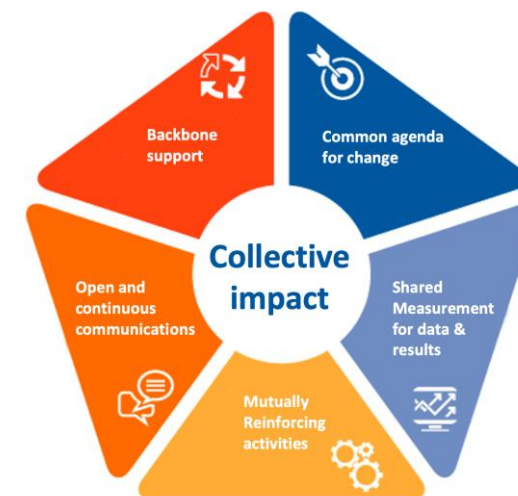 Backbone
support
Common agenda
for change
Collective
impact
Open and
continuous
communications
Shared
Measurement
for data &
results
Mutually
Reinforcing
activities